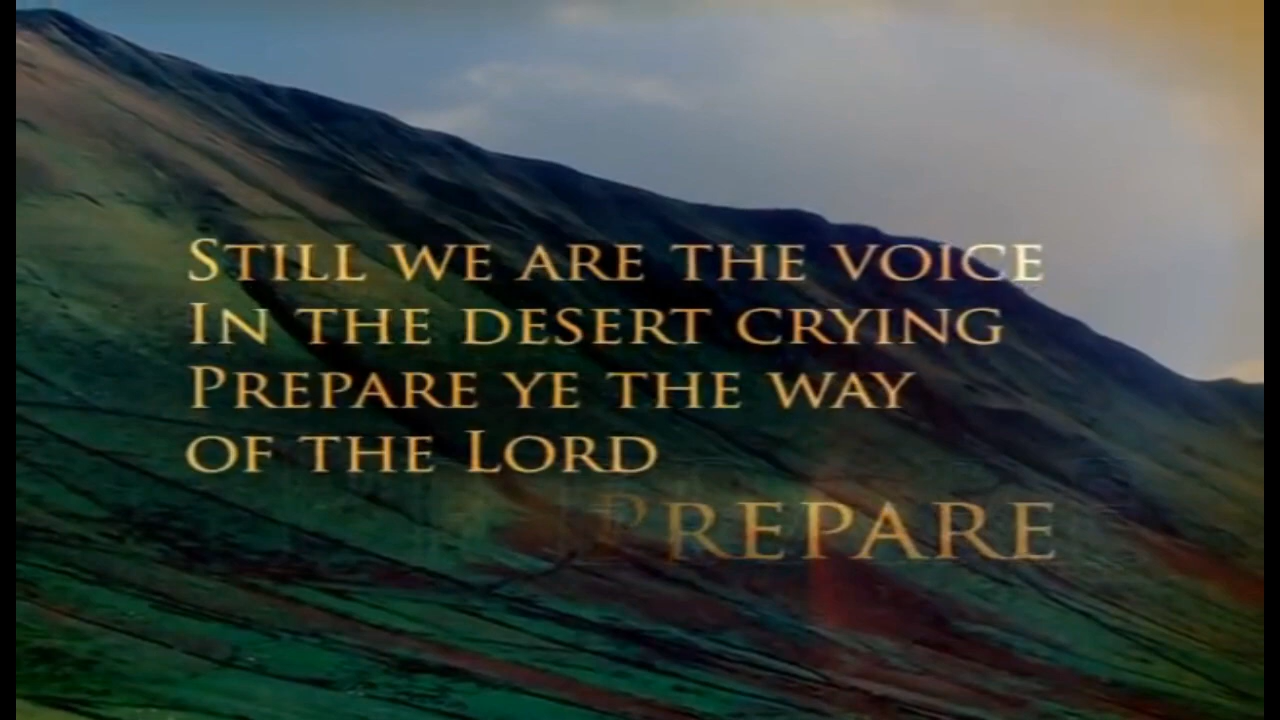 Still we are the voice
In the desert crying
Prepare ye the way
of the Lord
Prepare